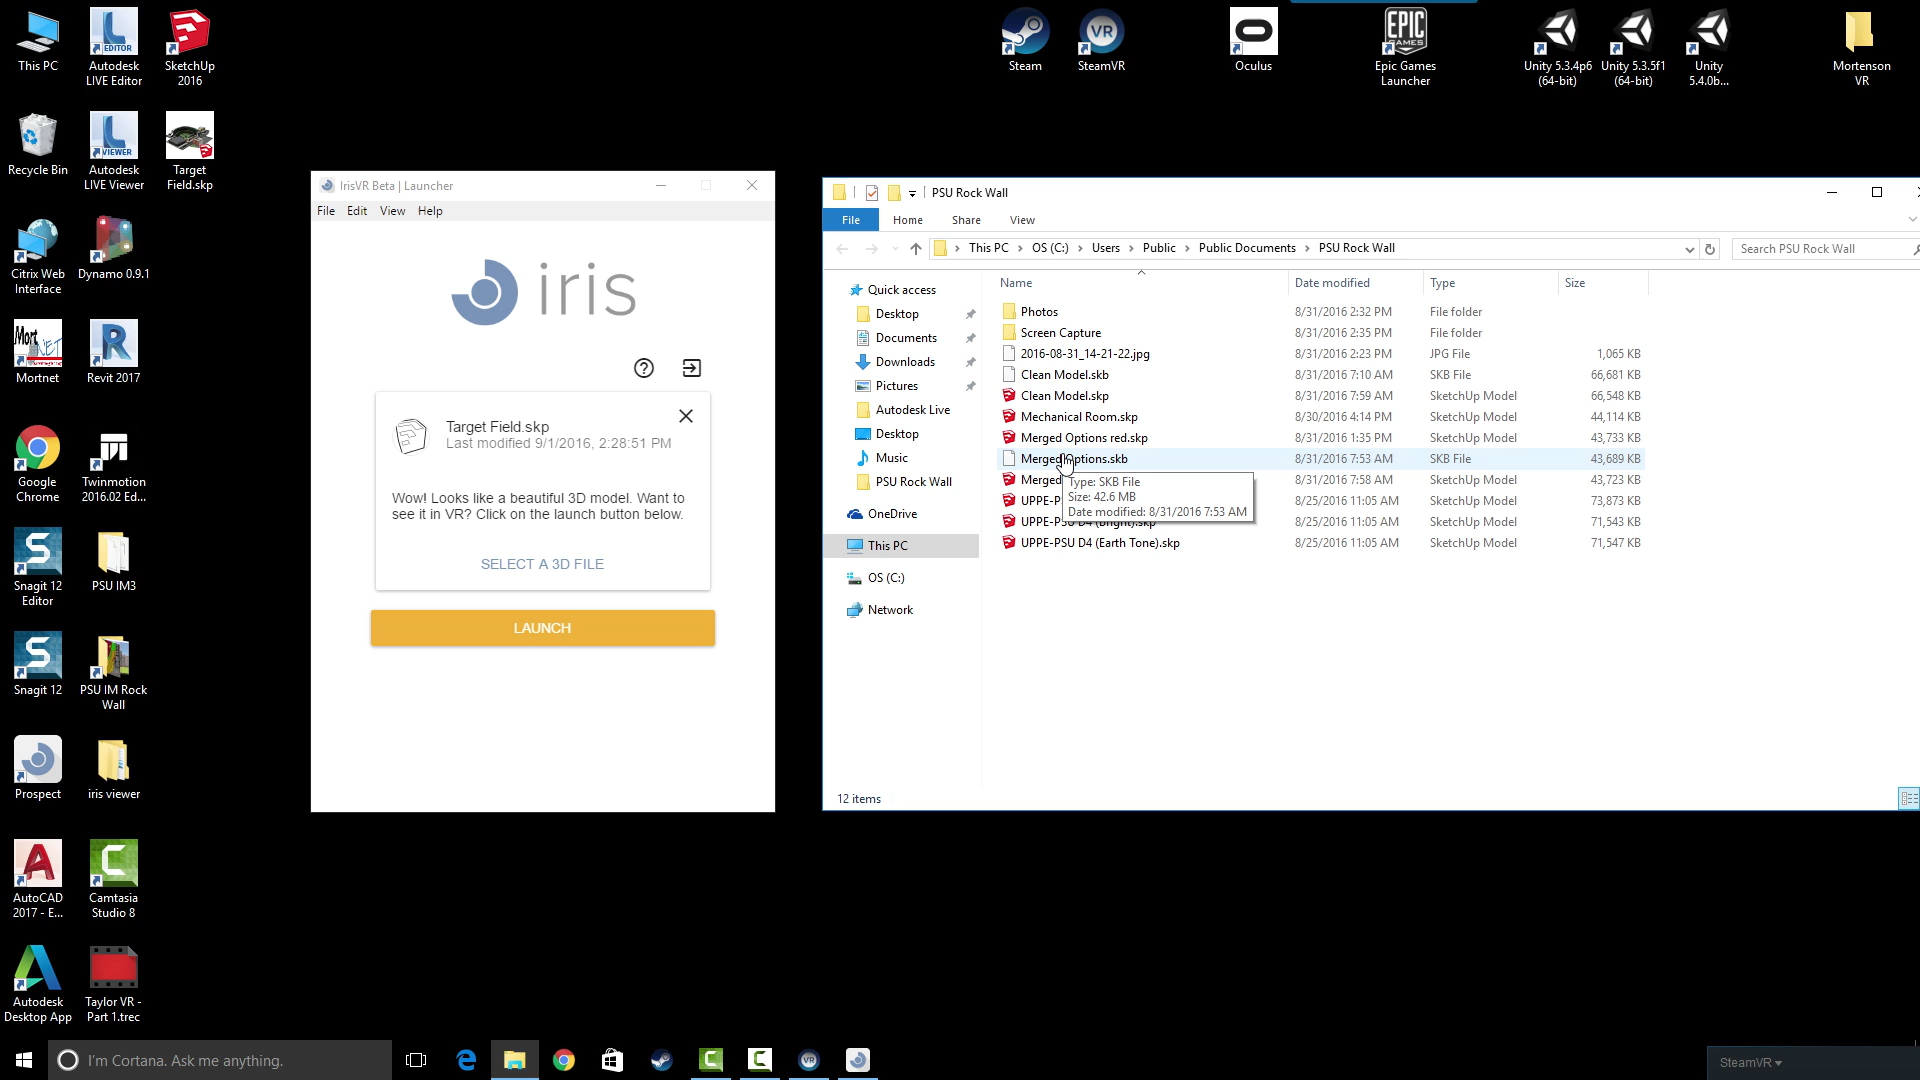 This PC
Autodesk
LIVE Editor
SketchUp
2016
Steam
SteamVR
Oculus
Epic Games
Launcher
Unity 5.3.4p6
(64-bit)
Unity 5.3.5f1
(64-bit)
Unity
5.4.0b...
Mortenson
VR
EDITOR
VR
EPIC
GAMES
Recycle Bin
Autodesk
LIVE Viewer
Target
Field.skp
VIEWER
Citrix Web
Interface
Dynamo 0.9.1
Mortnet
Revit 2017
Google
Chrome
Twinmotion
2016.02 Ed...
Snagit 12
Editor
PSU IM3
Snagit 12
PSU IM Rock
Wall
Prospect
iris viewer
AutoCAD
2017 - E...
Camtasia
Studio 8
Autodesk
Desktop App
Taylor VR -
Part 1.trec
IrisVR Beta | Launcher
File Edit View Help
iris
Target Field.skp
Last modified 9/1/2016, 2:28:51 PM
Wow! Looks like a beautiful 3D model. Want to
see it in VR? Click on the launch button below.
SELECT A 3D FILE
LAUNCH
PSU Rock Wall
File Home Share View
This PC > OS (C:) > Users > Public > Public Documents > PSU Rock Wall
Search PSU Rock Wall
Quick access
Desktop
Documents
Downloads
Pictures
Autodesk Live
Desktop
Music
PSU Rock Wall
OneDrive
This PC
OS (C:)
Network
Name Date modified Type Size
Photos 8/31/2016 2:32 PM File folder
Screen Capture 8/31/2016 2:35 PM File folder
2016-08-31_14-21-22.jpg 8/31/2016 2:23 PM JPG File 1,065 KB
Clean Model.skb 8/31/2016 7:10 AM SKB File 66,681 KB
Clean Model.skp 8/31/2016 7:59 AM SketchUp Model 66,548 KB
Mechanical Room.skp 8/30/2016 4:14 PM SketchUp Model 44,114 KB
Merged Options red.skp 8/31/2016 1:35 PM SketchUp Model 43,733 KB
Merged Options.skb 8/31/2016 7:53 AM SKB File 43,689 KB
Merged 8/31/2016 7:58 AM SketchUp Model 43,723 KB
UPPE-P 8/25/2016 11:05 AM SketchUp Model 73,873 KB
UPPE-PSU D4 (Bright).skp 8/25/2016 11:05 AM SketchUp Model 71,543 KB
UPPE-PSU D4 (Earth Tone).skp 8/25/2016 11:05 AM SketchUp Model 71,547 KB
Type: SKB File
Size: 42.6 MB
Date modified: 8/31/2016 7:53 AM
12 items
I'm Cortana. Ask me anything.
SteamVR